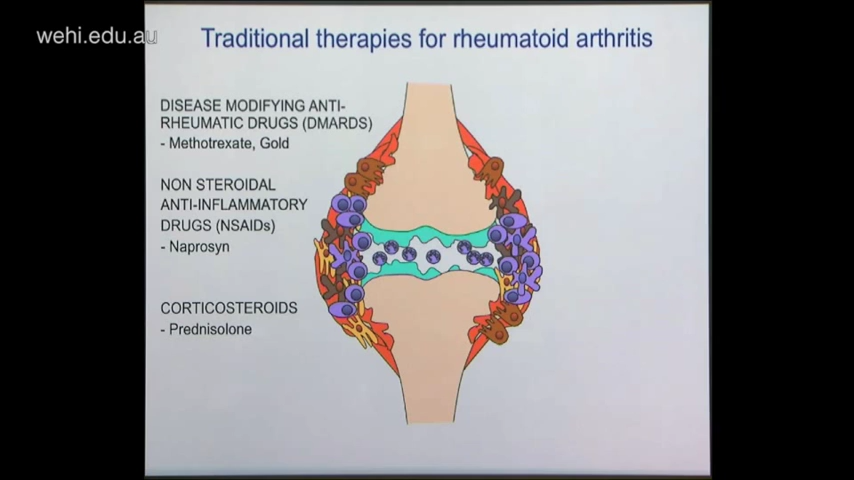 wehi.edu.au
Traditional therapies for rheumatoid arthritis
DISEASE MODIFYING ANTI-
RHEUMATIC DRUGS (DMARDS)
- Methotrexate, Gold
NON STEROIDAL
ANTI-INFLAMMATORY
DRUGS (NSAIDs)
- Naprosyn
CORTICOSTEROIDS
- Prednisolone